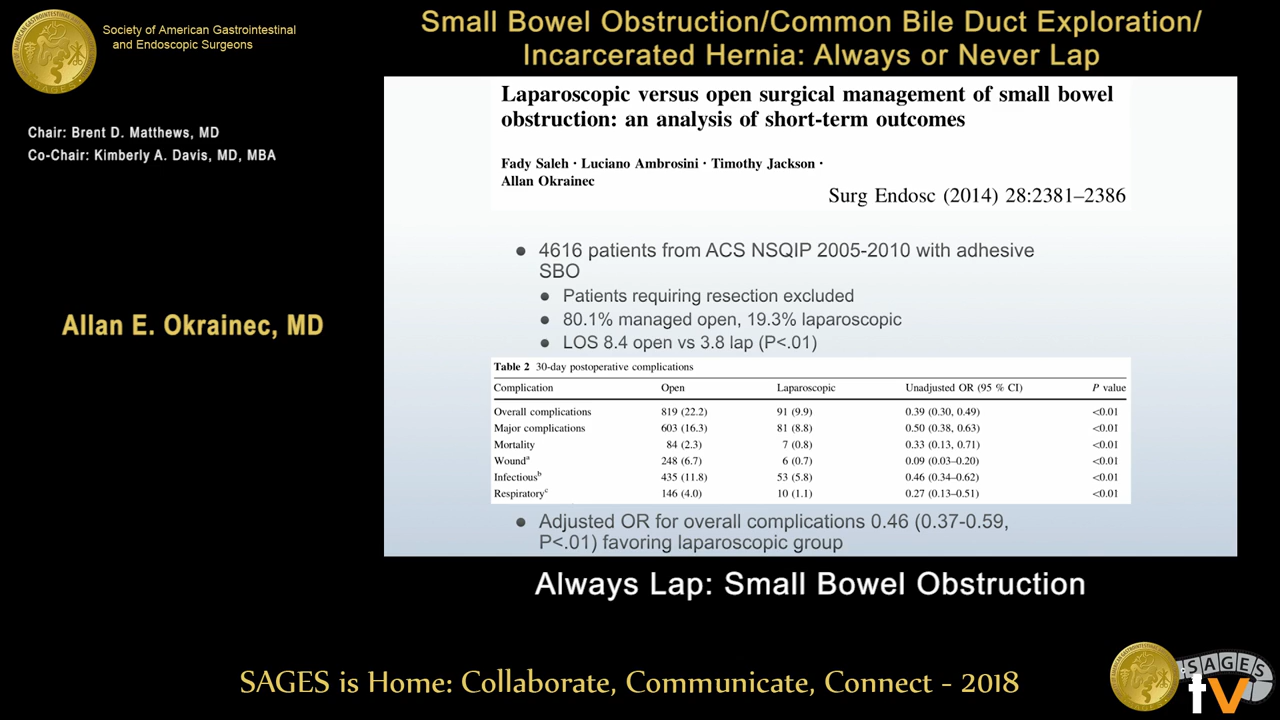 Society of American Gastrointestinal
and Endoscopic Surgeons
Small Bowel Obstruction/Common Bile Duct Exploration/
Incarcerated Hernia: Always or Never Lap
Chair: Brent D. Matthews, MD
Co-Chair: Kimberly A. Davis, MD, MBA
Allan E. Okrainec, MD
Laparoscopic versus open surgical management of small bowel
obstruction: an analysis of short-term outcomes
Fady Saleh · Luciano Ambrosini · Timothy Jackson ·
Allan Okrainec
Surg Endosc (2014) 28:2381–2386
● 4616 patients from ACS NSQIP 2005-2010 with adhesive
SBO
● Patients requiring resection excluded
● 80.1% managed open, 19.3% laparoscopic
● LOS 8.4 open vs 3.8 lap (P<.01)
Table 2 30-day postoperative complications
Complication Open Laparoscopic Unadjusted OR (95 % CI) P value
Overall complications 819 (22.2) 91 (9.9) 0.39 (0.30, 0.49) <0.01
Major complications 603 (16.3) 81 (8.8) 0.50 (0.38, 0.63) <0.01
Mortality 84 (2.3) 7 (0.8) 0.33 (0.13, 0.71) <0.01
Wound^a 248 (6.7) 6 (0.7) 0.09 (0.03–0.20) <0.01
Infectious^b 435 (11.8) 53 (5.8) 0.46 (0.34–0.62) <0.01
Respiratory^c 146 (4.0) 10 (1.1) 0.27 (0.13–0.51) <0.01
● Adjusted OR for overall complications 0.46 (0.37-0.59,
P<.01) favoring laparoscopic group
Always Lap: Small Bowel Obstruction
SAGES is Home: Collaborate, Communicate, Connect - 2018
SAGES
tv